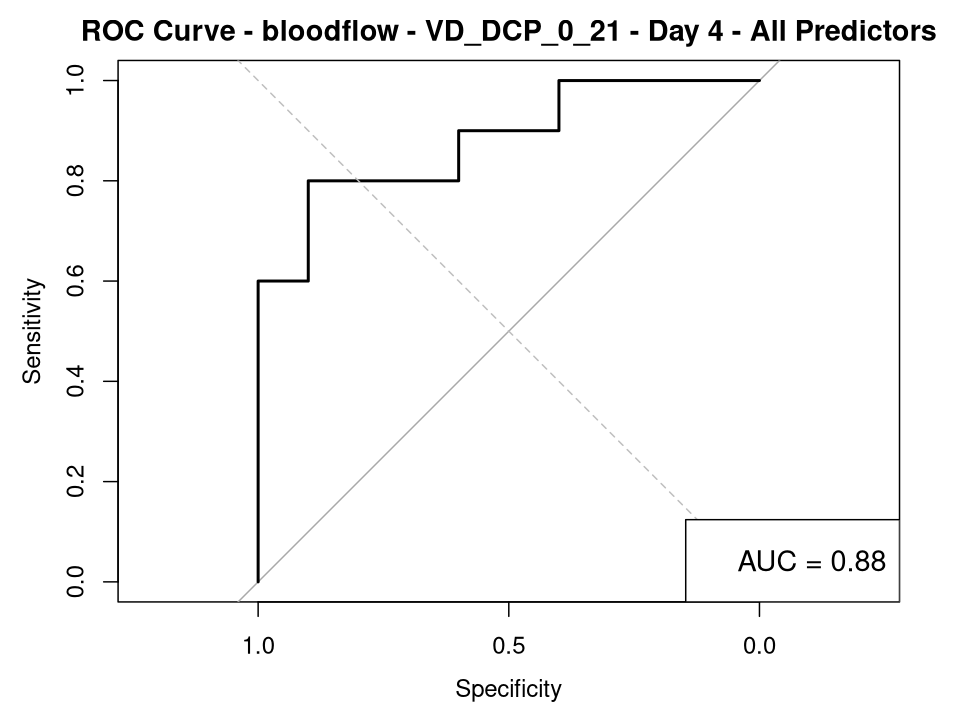 ROC Curve - bloodflow - VD_DCP_0_21 - Day 4 - All Predictors
1.0
0.8
0.6
0.4
0.2
0.0
Sensitivity
AUC = 0.88
1.0 0.5 0.0
Specificity